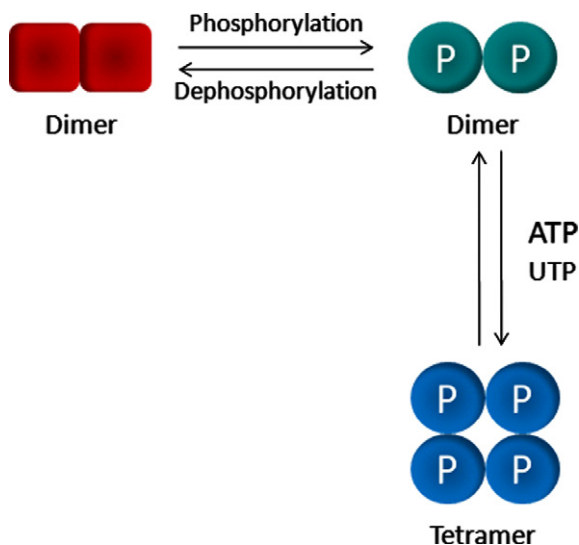 Phosphorylation
P P
Dephosphorylation
Dimer
Dimer
ATP
UTP
P P
P P
Tetramer